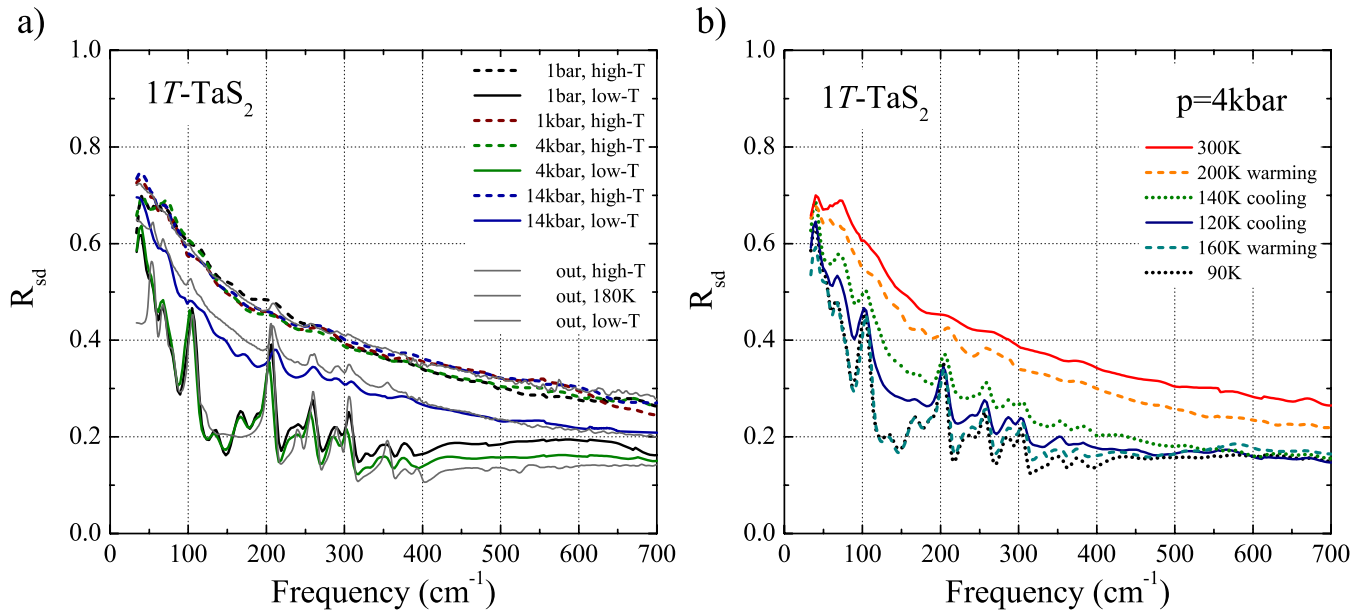 a)
1T-TaS2
1bar, high-T
1bar, low-T
1kbar, high-T
4kbar, high-T
4kbar, low-T
14kbar, high-T
14kbar, low-T
out, high-T
out, 180K
out, low-T
1.0
0.8
0.6
0.4
0.2
0.0
Rsd
0 100 200 300 400 500 600 700
Frequency (cm-1)
b)
1T-TaS2
p=4kbar
300K
200K warming
140K cooling
120K cooling
160K warming
90K
1.0
0.8
0.6
0.4
0.2
0.0
Rsd
0 100 200 300 400 500 600 700
Frequency (cm-1)